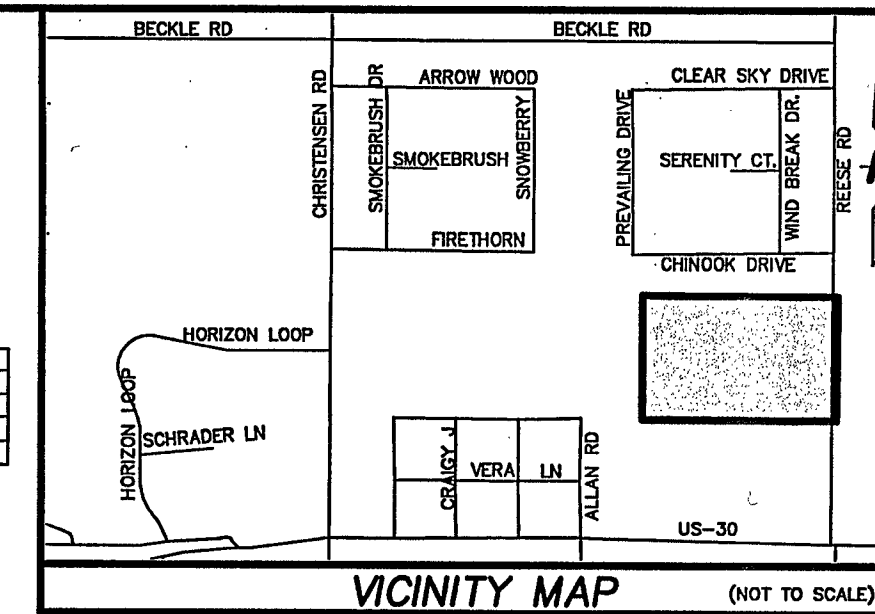 BECKLE RD
BECKLE RD
CHRISTENSEN RD
SMOKEBRUSH DR
ARROW WOOD
SNOWBERRY
SMOKEBRUSH
FIRETHORN
CLEAR SKY DRIVE
PREVAILING DRIVE
SERENITY CT.
WIND BREAK DR.
REESE RD
CHINOOK DRIVE
HORIZON LOOP
HORIZON LOOP
SCHRADER LN
CRAIGY J
VERA LN
ALLAN RD
US-30
VICINITY MAP
(NOT TO SCALE)